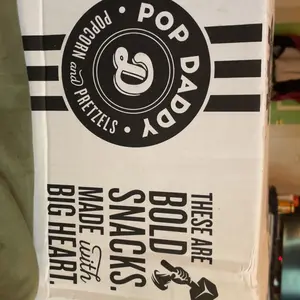 POP DADDY
POPCORN and PRETZELS
THESE ARE
BOLD
SNACKS.
MADE with
BIG HEART.